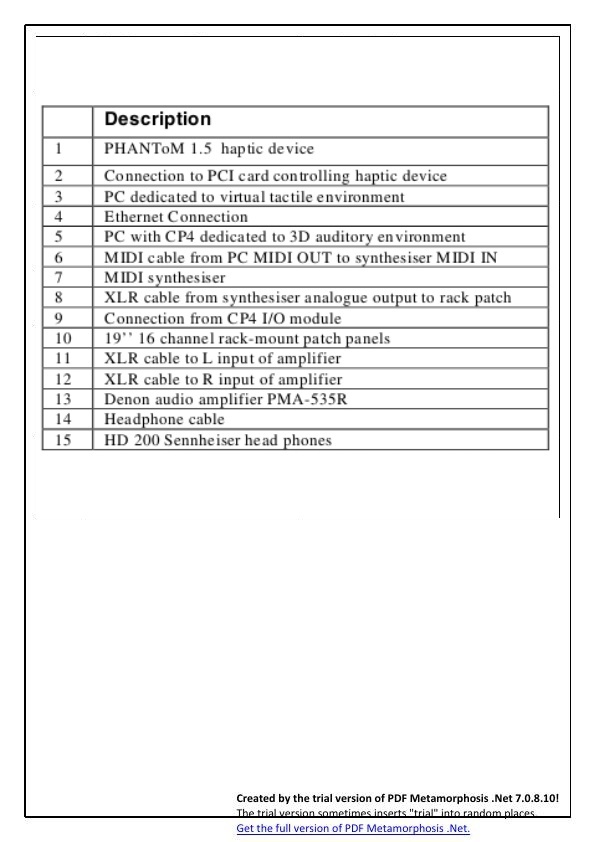 Description
1 PHANToM 1.5 haptic device
2 Connection to PCI card controlling haptic device
3 PC dedicated to virtual tactile environment
4 Ethernet Connection
5 PC with CP4 dedicated to 3D auditory environment
6 MIDI cable from PC MIDI OUT to synthesiser MIDI IN
7 MIDI synthesiser
8 XLR cable from synthesiser analogue output to rack patch
9 Connection from CP4 I/O module
10 19’’ 16 channel rack-mount patch panels
11 XLR cable to L input of amplifier
12 XLR cable to R input of amplifier
13 Denon audio amplifier PMA-535R
14 Headphone cable
15 HD 200 Sennheiser head phones
Created by the trial version of PDF Metamorphosis .Net 7.0.8.10!
The trial version sometimes inserts "trial" into random places.
Get the full version of PDF Metamorphosis .Net.